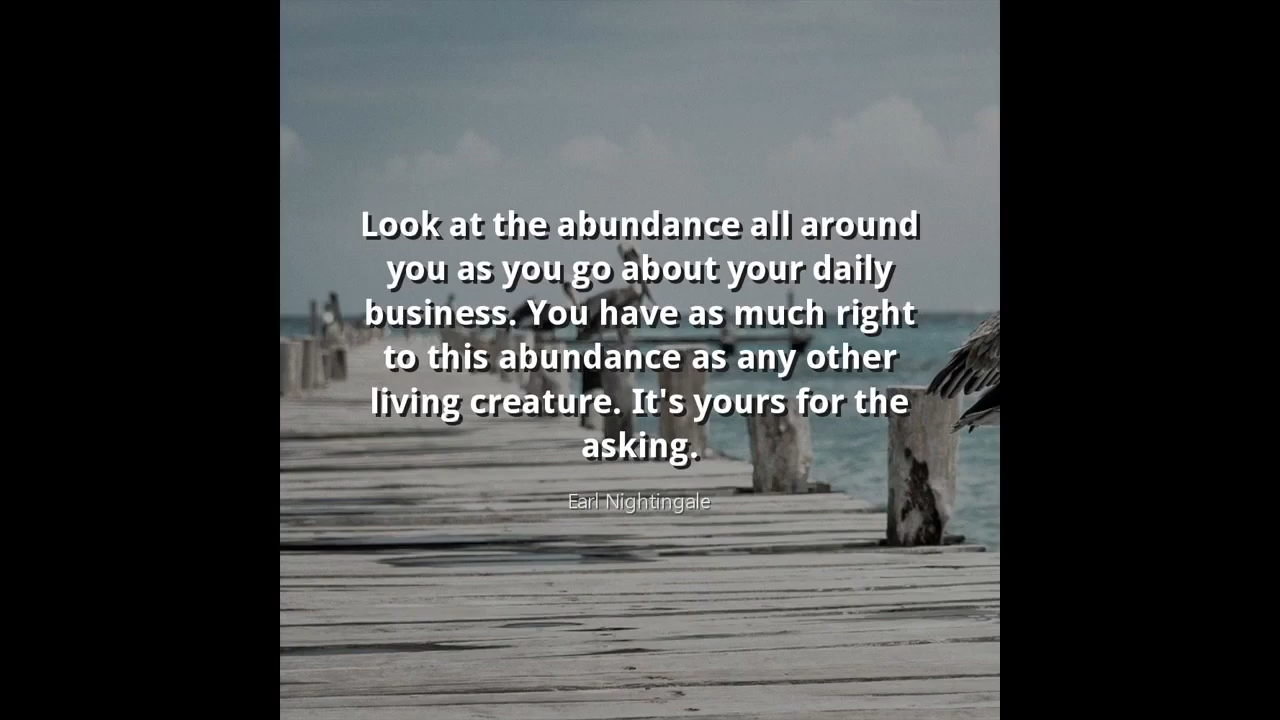 Look at the abundance all around
you as you go about your daily
business. You have as much right
to this abundance as any other
living creature. It's yours for the
asking.
Earl Nightingale